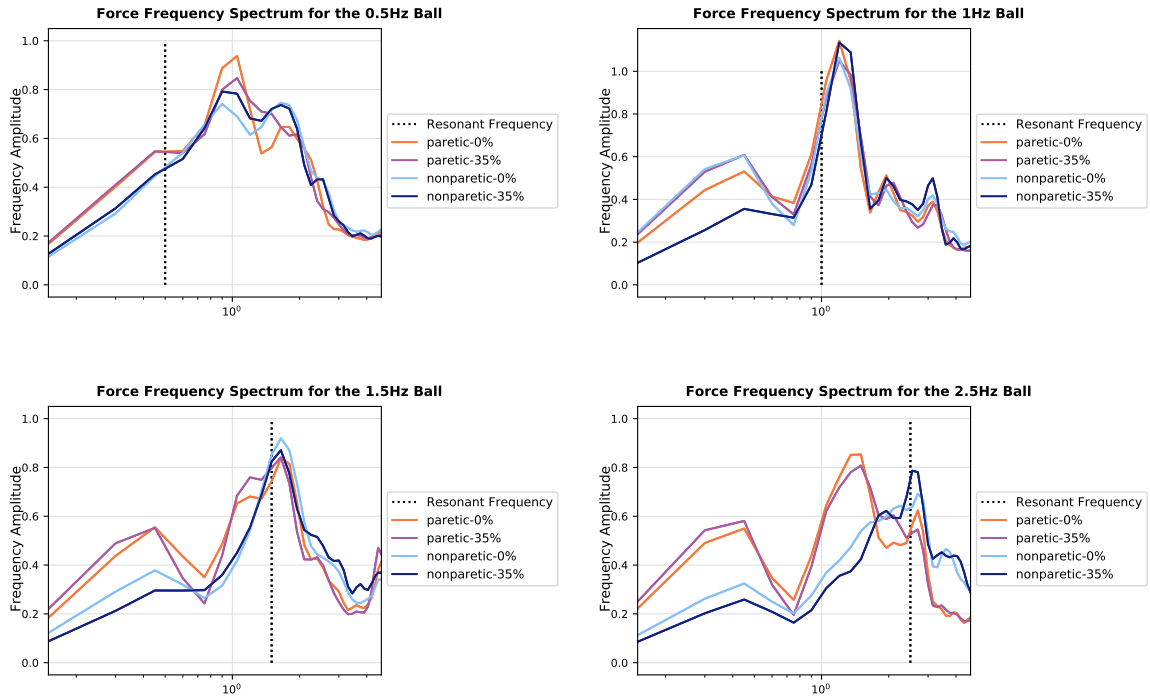 Force Frequency Spectrum for the 0.5Hz Ball
Frequency Amplitude
1.0
0.8
0.6
0.4
0.2
0.0
10⁰
Resonant Frequency
paretic-0%
paretic-35%
nonparetic-0%
nonparetic-35%
Force Frequency Spectrum for the 1Hz Ball
Frequency Amplitude
1.0
0.8
0.6
0.4
0.2
0.0
10⁰
Resonant Frequency
paretic-0%
paretic-35%
nonparetic-0%
nonparetic-35%
Force Frequency Spectrum for the 1.5Hz Ball
Frequency Amplitude
1.0
0.8
0.6
0.4
0.2
0.0
10⁰
Resonant Frequency
paretic-0%
paretic-35%
nonparetic-0%
nonparetic-35%
Force Frequency Spectrum for the 2.5Hz Ball
Frequency Amplitude
1.0
0.8
0.6
0.4
0.2
0.0
10⁰
Resonant Frequency
paretic-0%
paretic-35%
nonparetic-0%
nonparetic-35%